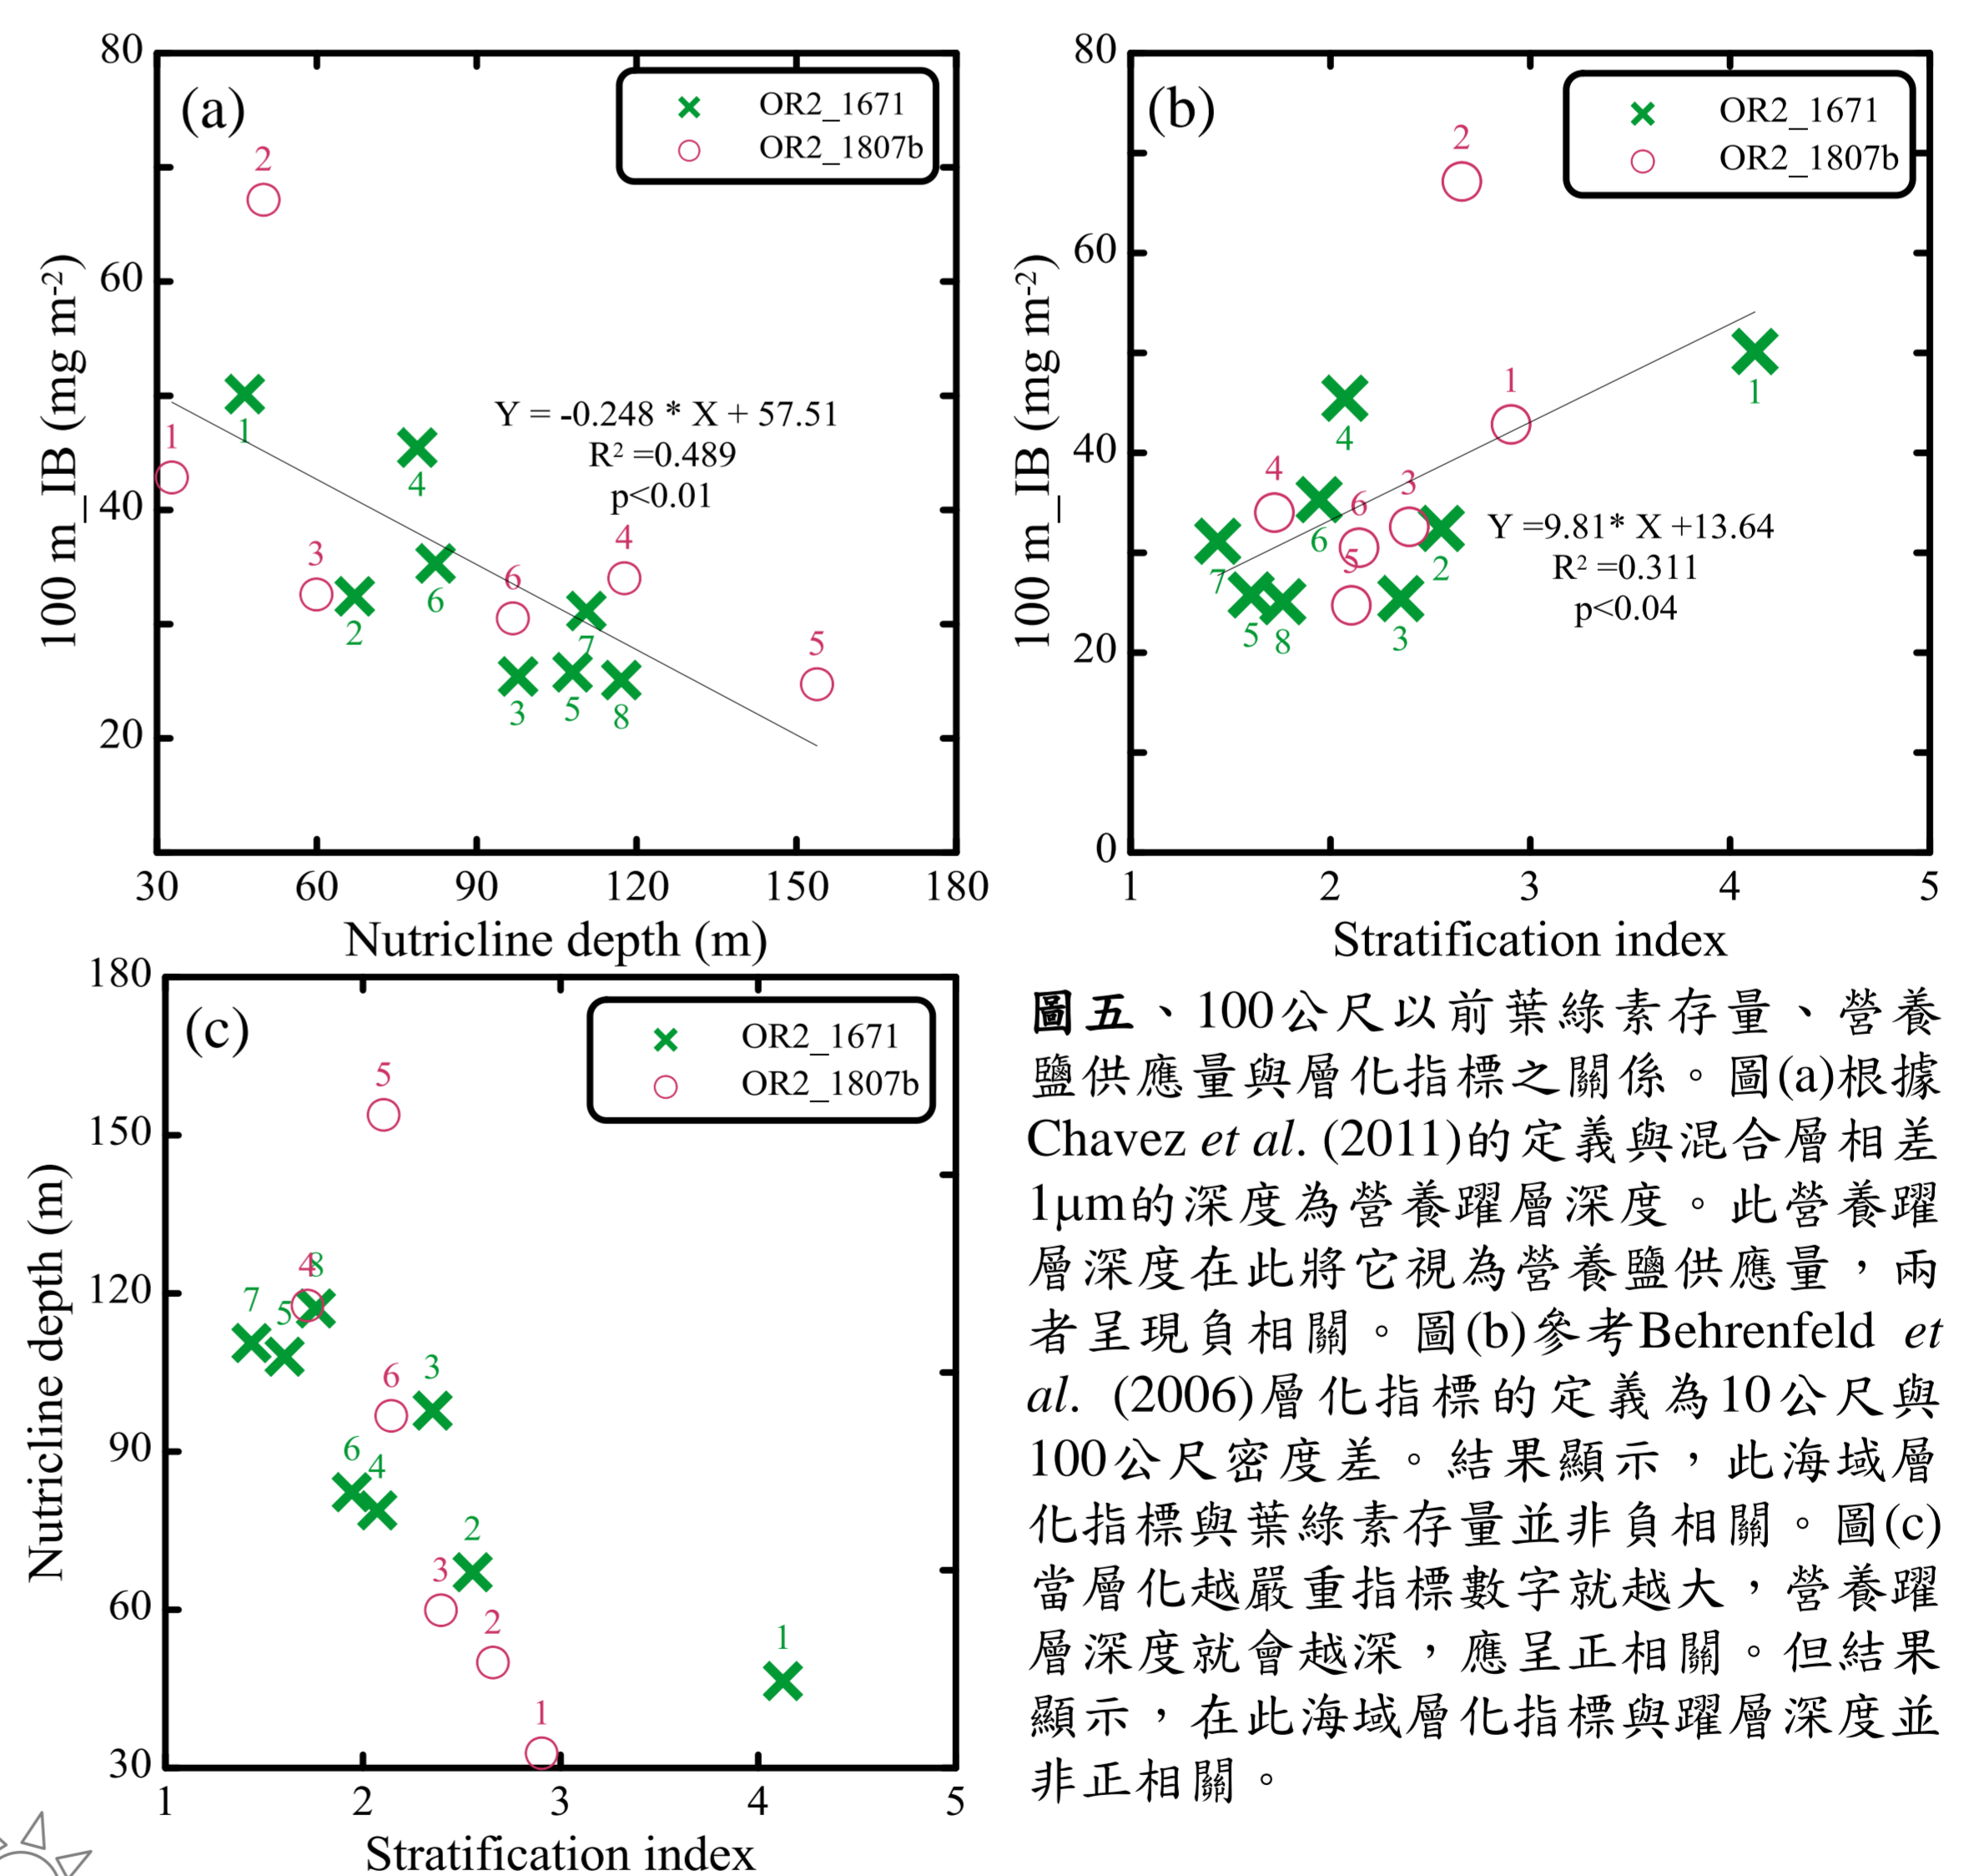 (a)
OR2_1671
OR2_1807b
80
60
40
20
100 m_IB (mg m⁻²)
2
1
1
4
3
2
6
6
4
7
3
5
8
5
Y = -0.248 * X + 57.51
R² =0.489
p<0.01
30 60 90 120 150 180
Nutricline depth (m)
(b)
OR2_1671
OR2_1807b
80
60
40
20
0
100 m_IB (mg m⁻²)
2
1
1
4
4
6
6
3
2
7
5
5
8
3
Y =9.81* X +13.64
R² =0.311
p<0.04
1 2 3 4 5
Stratification index
(c)
OR2_1671
OR2_1807b
180
150
120
90
60
30
Nutricline depth (m)
5
4
8
7
5
6
3
6
4
2
3
2
1
1
1 2 3 4 5
Stratification index
圖五、100公尺以前葉綠素存量、營養
鹽供應量與層化指標之關係。圖(a)根據
Chavez et al. (2011)的定義與混合層相差
1μm的深度為營養躍層深度。此營養躍
層深度在此將它視為營養鹽供應量，兩
者呈現負相關。圖(b)參考Behrenfeld et
al. (2006)層化指標的定義為10公尺與
100公尺密度差。結果顯示，此海域層
化指標與葉綠素存量並非負相關。圖(c)
當層化越嚴重指標數字就越大，營養躍
層深度就會越深，應呈正相關。但結果
顯示，在此海域層化指標與躍層深度並
非正相關。